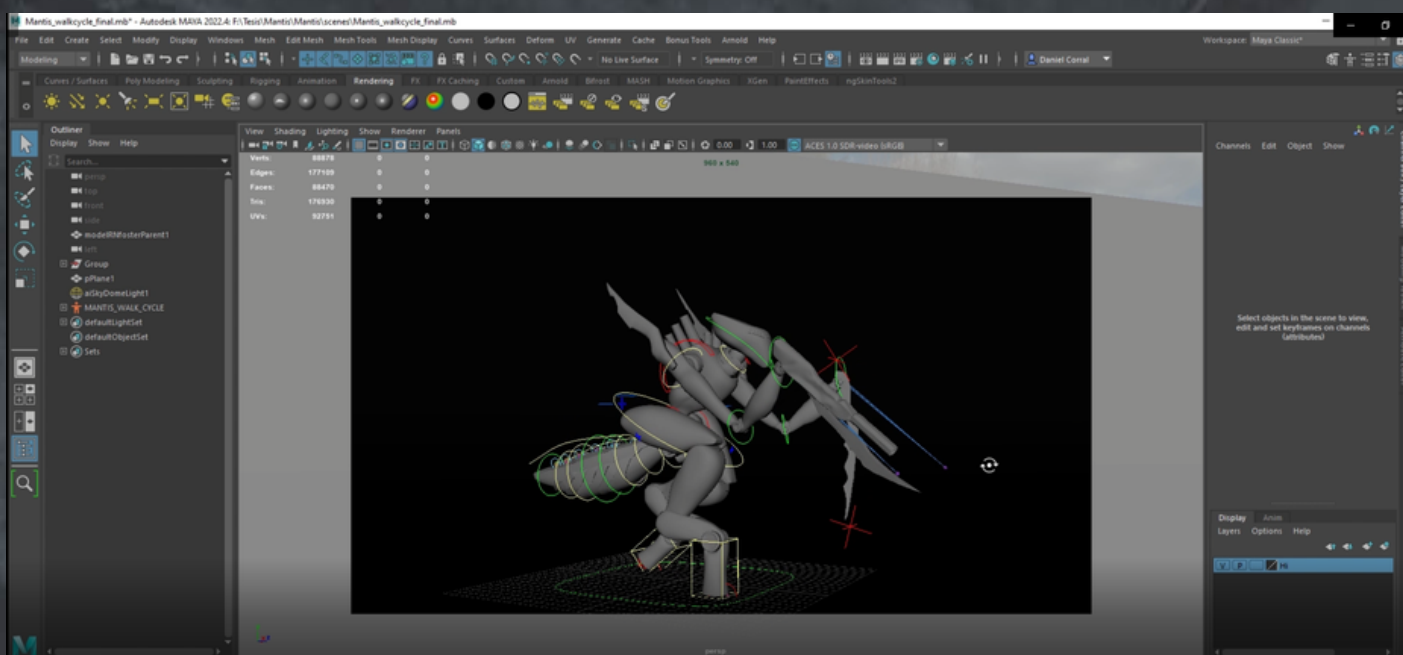 Mantis_walkcycle_final.mb* - Autodesk MAYA 2022.4: F:\Tesis\Mantis\Mantis\scenes\Mantis_walkcycle_final.mb
File Edit Create Select Modify Display Windows Mesh Edit Mesh Mesh Tools Mesh Display Curves Surfaces Deform UV Generate Cache Bonus Tools Arnold Help
Workspace: Maya Classic*
Modeling
No Live Surface
Symmetry: Off
Daniel Corral
Curves / Surfaces Poly Modeling Sculpting Rigging Animation Rendering FX FX Caching Custom Arnold Bifrost MASH Motion Graphics XGen PaintEffects ngSkinTools2
Outliner
Display Show Help
Search...
persp
top
front
side
modelRNfosterParent1
left
Group
pPlane1
aiSkyDomeLight1
MANTIS_WALK_CYCLE
defaultLightSet
defaultObjectSet
Sets
View Shading Lighting Show Renderer Panels
0.00
1.00
ACES 1.0 SDR-video (sRGB)
Verts: 88878 0 0
Edges: 177109 0 0
Faces: 88470 0 0
Tris: 176930 0 0
UVs: 92751 0 0
960 x 540
persp
Channels Edit Object Show
Select objects in the scene to view,
edit and set keyframes on channels
(attributes)
Display Anim
Layers Options Help
V P Hi